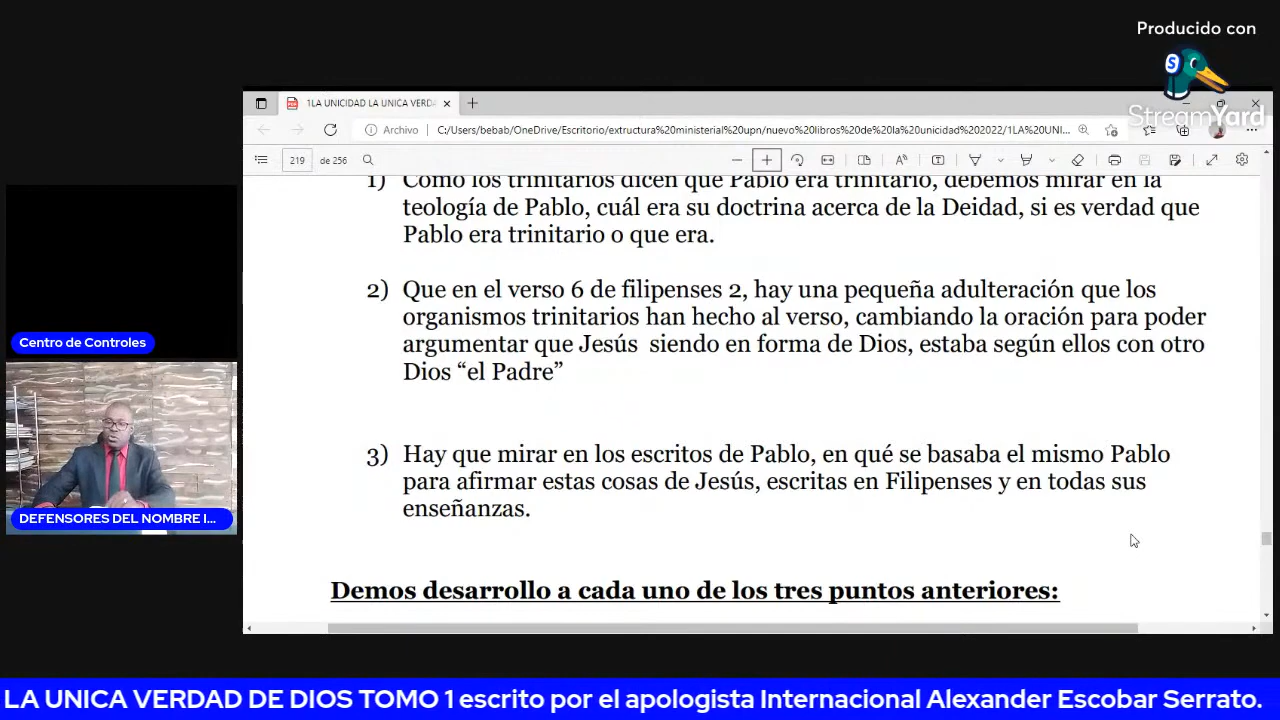 Producido con
StreamYard
1LA UNICIDAD LA UNICA VERDA
Archivo
C:/Users/bebab/OneDrive/Escritorio/extructura%20ministerial%20upn/nuevo%20libros%20de%20la%20unicidad%202022/1LA%20UNI...
219 de 256
1) Como los trinitarios dicen que Pablo era trinitario, debemos mirar en la
teología de Pablo, cuál era su doctrina acerca de la Deidad, si es verdad que
Pablo era trinitario o que era.
2) Que en el verso 6 de filipenses 2, hay una pequeña adulteración que los
organismos trinitarios han hecho al verso, cambiando la oración para poder
argumentar que Jesús siendo en forma de Dios, estaba según ellos con otro
Dios “el Padre”
3) Hay que mirar en los escritos de Pablo, en qué se basaba el mismo Pablo
para afirmar estas cosas de Jesús, escritas en Filipenses y en todas sus
enseñanzas.
Demos desarrollo a cada uno de los tres puntos anteriores:
Centro de Controles
DEFENSORES DEL NOMBRE I...
LA UNICA VERDAD DE DIOS TOMO 1 escrito por el apologista Internacional Alexander Escobar Serrato.